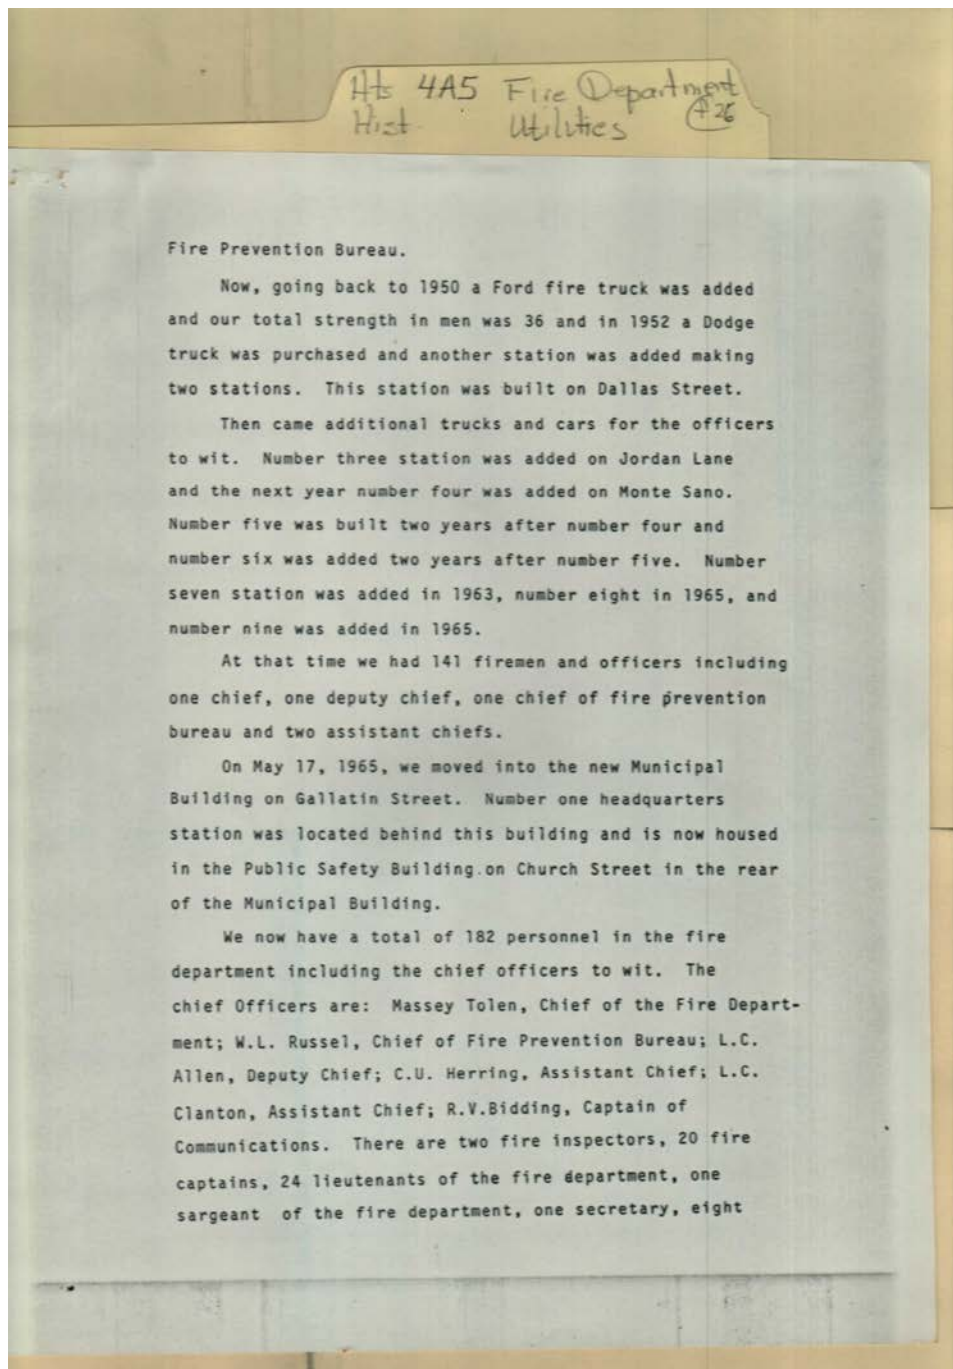 Hts 4A5 Fire Department
Hist. Utilities
Fire Prevention Bureau.
Now, going back to 1950 a Ford fire truck was added
and our total strength in men was 36 and in 1952 a Dodge
truck was purchased and another station was added making
two stations. This station was built on Dallas Street.
Then came additional trucks and cars for the officers
to wit. Number three station was added on Jordan Lane
and the next year number four was added on Monte Sano.
Number five was built two years after number four and
number six was added two years after number five. Number
seven station was added in 1963, number eight in 1965, and
number nine was added in 1965.
At that time we had 141 firemen and officers including
one chief, one deputy chief, one chief of fire prevention
bureau and two assistant chiefs.
On May 17, 1965, we moved into the new Municipal
Building on Gallatin Street. Number one headquarters
station was located behind this building and is now housed
in the Public Safety Building on Church Street in the rear
of the Municipal Building.
We now have a total of 182 personnel in the fire
department including the chief officers to wit. The
chief Officers are: Massey Tolen, Chief of the Fire Depart-
ment; W.L. Russel, Chief of Fire Prevention Bureau; L.C.
Allen, Deputy Chief; C.U. Herring, Assistant Chief; L.C.
Clanton, Assistant Chief; R.V.Bidding, Captain of
Communications. There are two fire inspectors, 20 fire
captains, 24 lieutenants of the fire department, one
sargeant of the fire department, one secretary, eight